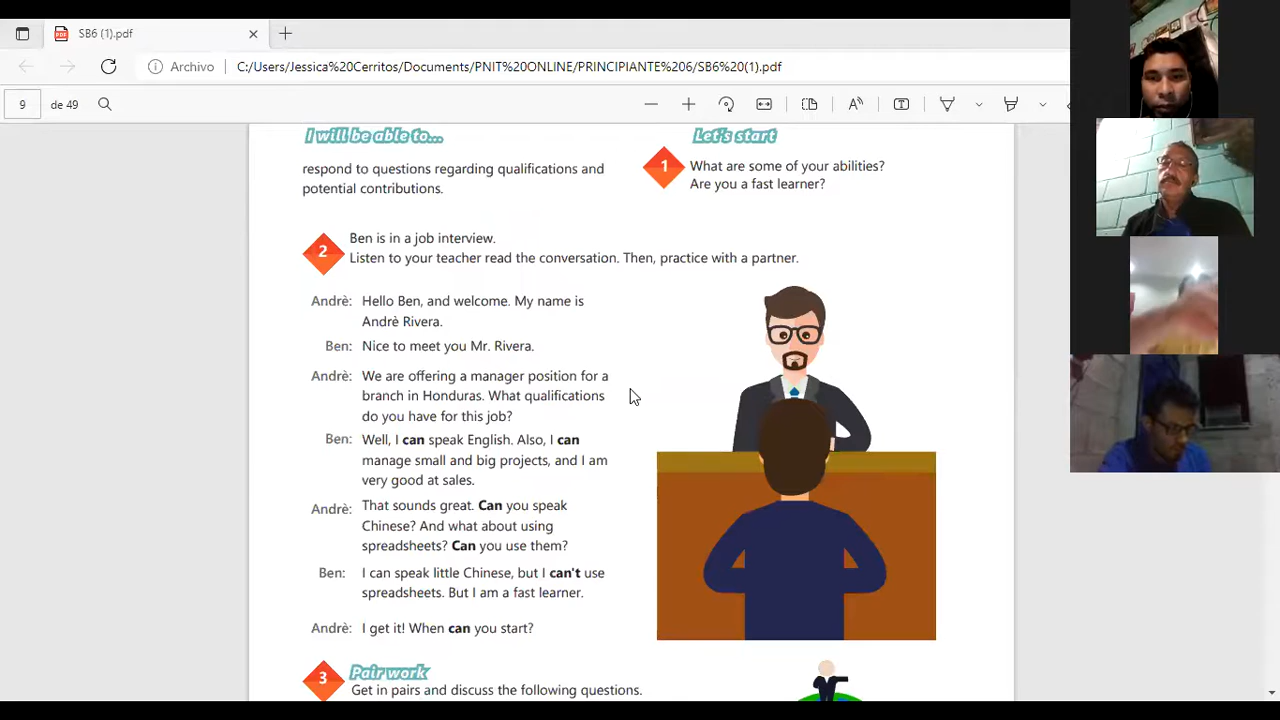 SB6 (1).pdf
Archivo
C:/Users/Jessica%20Cerritos/Documents/PNIT%20ONLINE/PRINCIPIANTE%206/SB6%20(1).pdf
9 de 49
I will be able to...
respond to questions regarding qualifications and
potential contributions.
Let's start
1
What are some of your abilities?
Are you a fast learner?
2
Ben is in a job interview.
Listen to your teacher read the conversation. Then, practice with a partner.
Andrè: Hello Ben, and welcome. My name is
Andrè Rivera.
Ben: Nice to meet you Mr. Rivera.
Andrè: We are offering a manager position for a
branch in Honduras. What qualifications
do you have for this job?
Ben: Well, I can speak English. Also, I can
manage small and big projects, and I am
very good at sales.
Andrè: That sounds great. Can you speak
Chinese? And what about using
spreadsheets? Can you use them?
Ben: I can speak little Chinese, but I can't use
spreadsheets. But I am a fast learner.
Andrè: I get it! When can you start?
3
Pair work
Get in pairs and discuss the following questions.